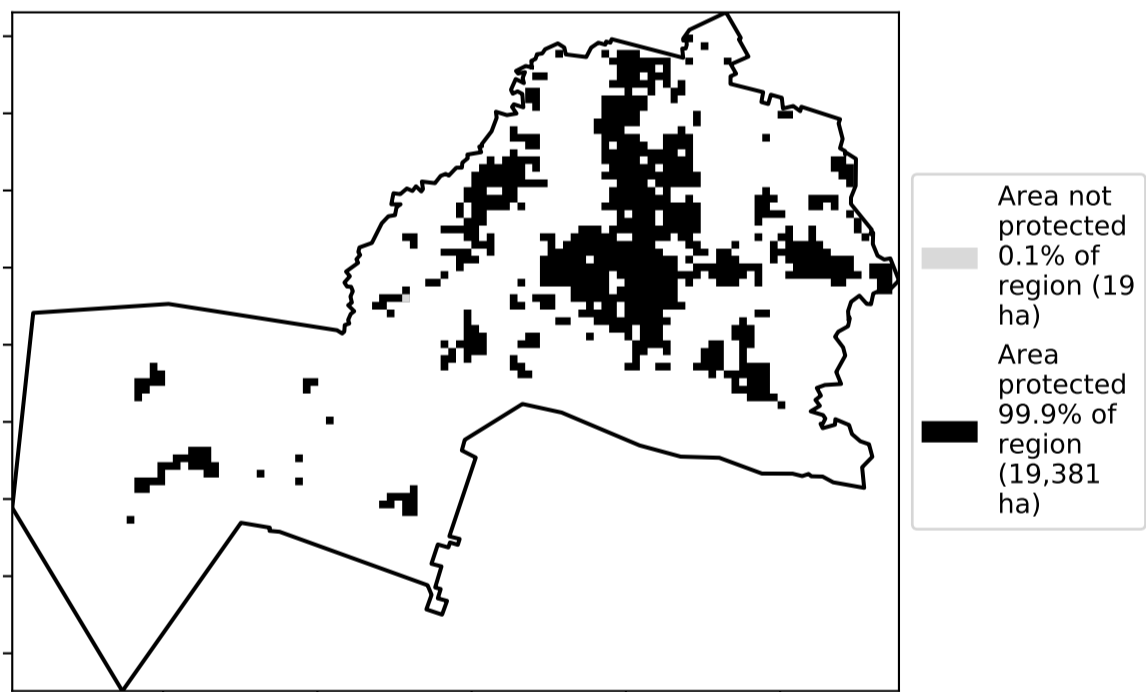 Area not
protected
0.1% of
region (19
ha)
Area
protected
99.9% of
region
(19,381
ha)